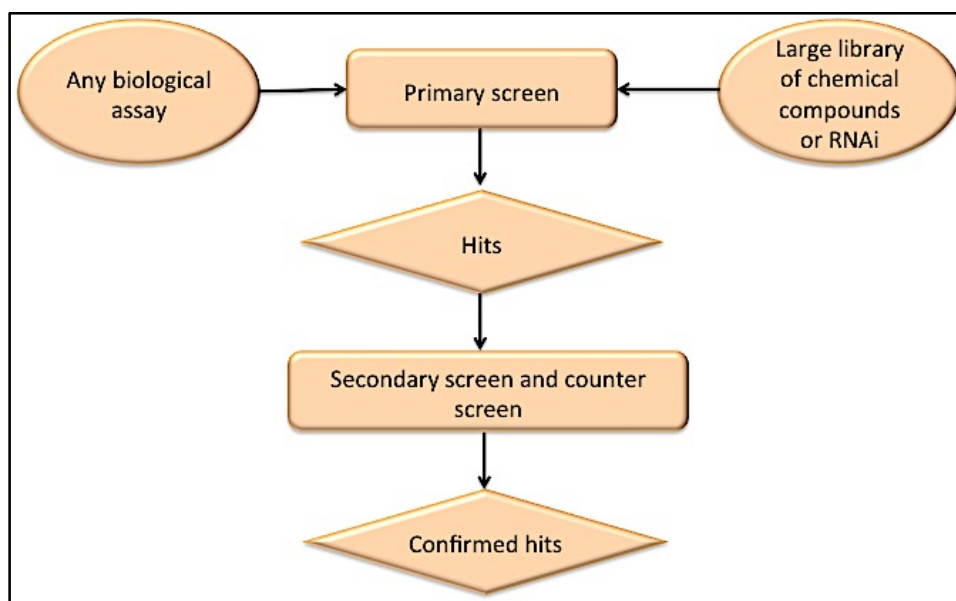 Any biological
assay
Primary screen
Large library
of chemical
compounds
or RNAi
Hits
Secondary screen and counter
screen
Confirmed hits